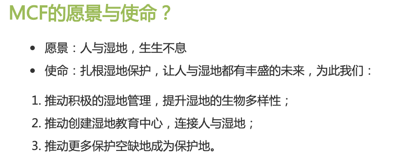 MCF的愿景与使命？
• 愿景：人与湿地，生生不息
• 使命：扎根湿地保护，让人与湿地都有丰盛的未来，为此我们：
1. 推动积极的湿地管理，提升湿地的生物多样性；
2. 推动创建湿地教育中心，连接人与湿地；
3. 推动更多保护空缺地成为保护地。